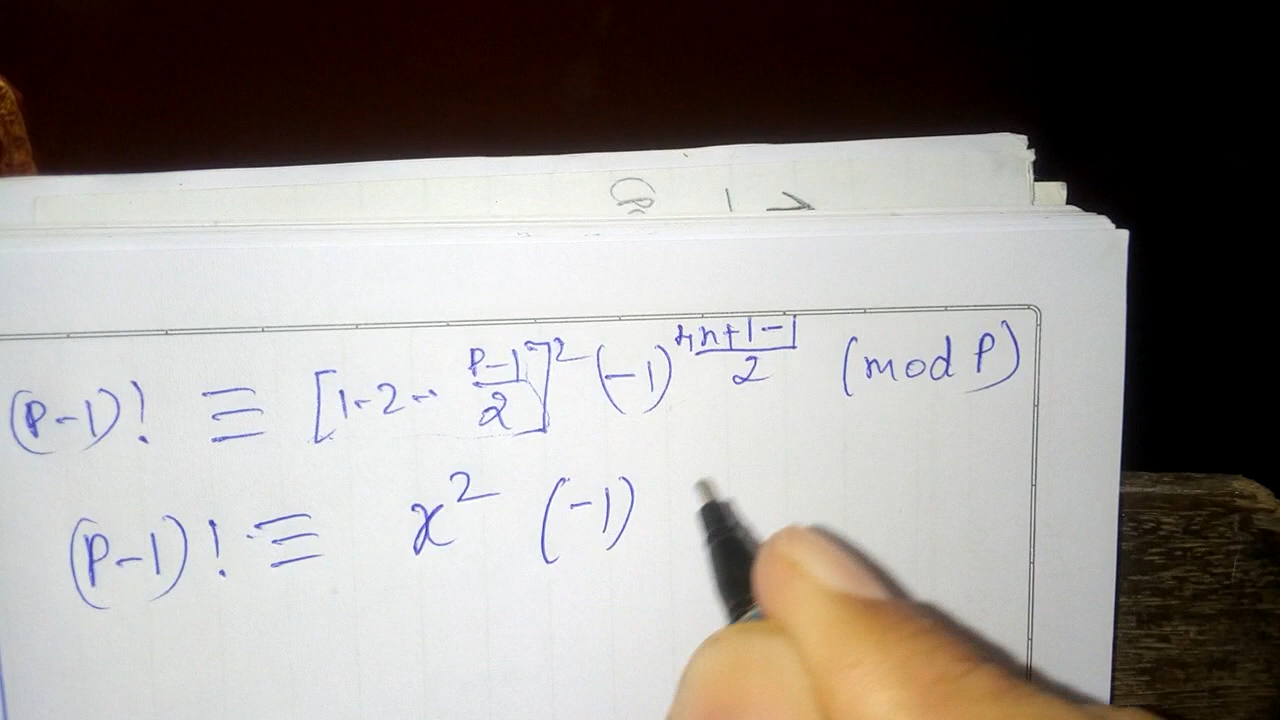 (P-1)! ≡ [1·2·· (P-1)/2]² (-1)^((4n+1-1)/2) (mod P)
(P-1)! ≡ x² (-1)